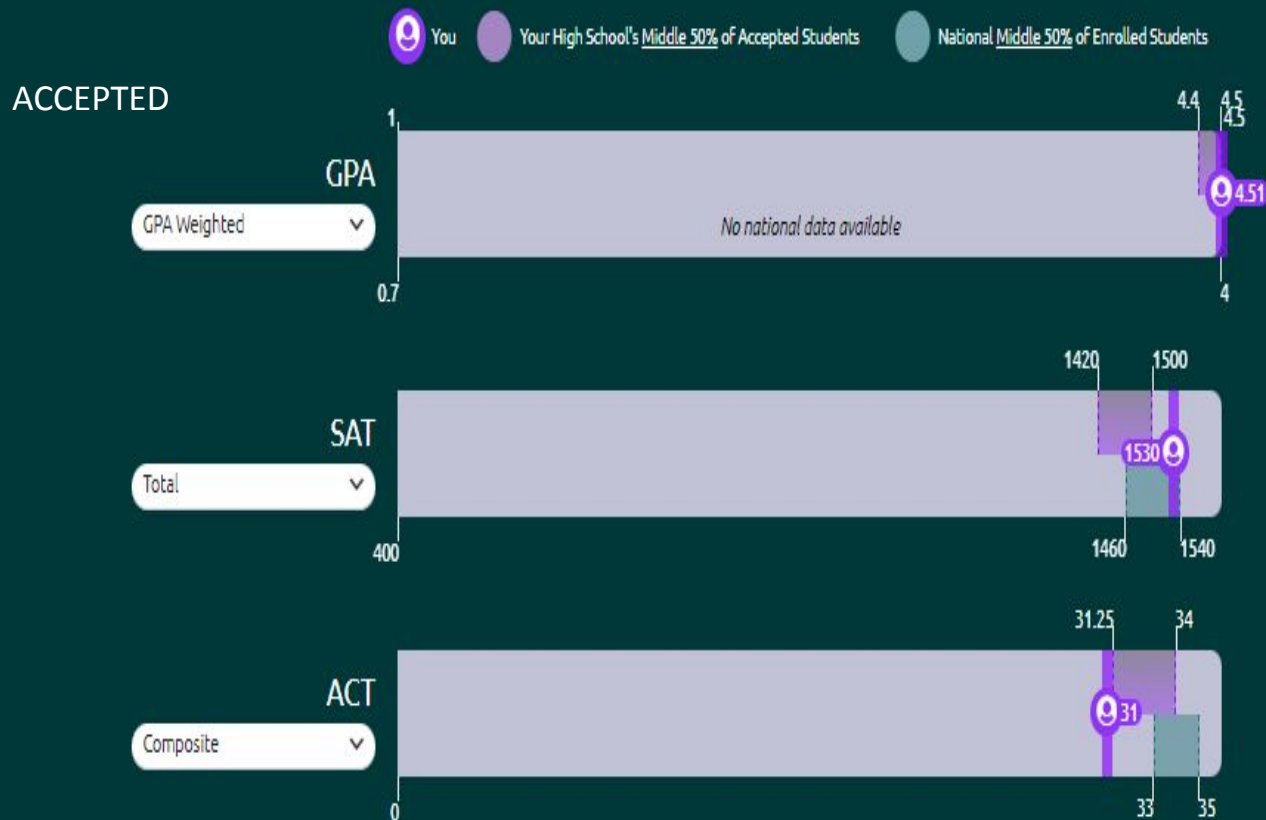 You Your High School's Middle 50% of Accepted Students National Middle 50% of Enrolled Students
ACCEPTED
1 4.4 4.5
4.5
GPA
GPA Weighted
4.51
No national data available
0.7 4
1420 1500
SAT
Total
1530
400 1460 1540
31.25 34
ACT
Composite
31
0 33 35